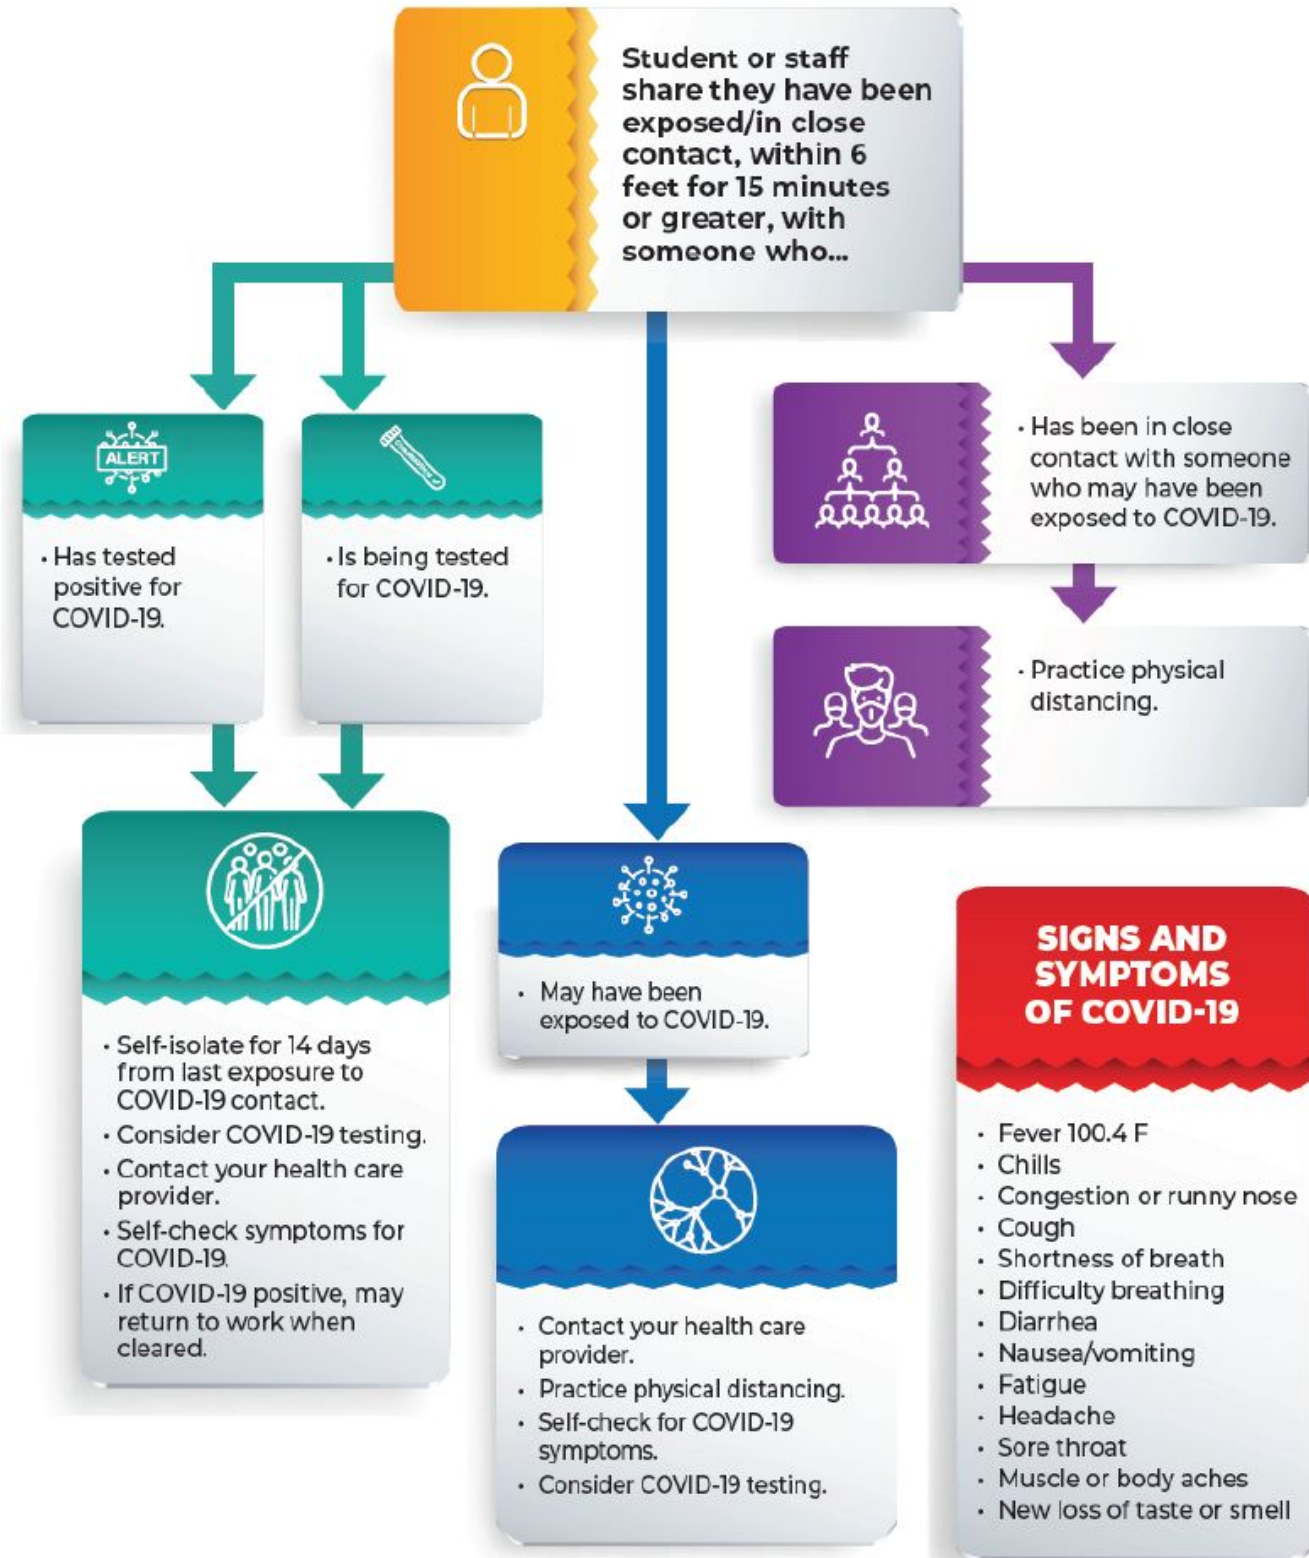 Student or staff
share they have been
exposed/in close
contact, within 6
feet for 15 minutes
or greater, with
someone who...
ALERT
· Has tested
positive for
COVID-19.
· Is being tested
for COVID-19.
· Has been in close
contact with someone
who may have been
exposed to COVID-19.
· Practice physical
distancing.
· Self-isolate for 14 days
from last exposure to
COVID-19 contact.
· Consider COVID-19 testing.
· Contact your health care
provider.
· Self-check symptoms for
COVID-19.
· If COVID-19 positive, may
return to work when
cleared.
· May have been
exposed to COVID-19.
· Contact your health care
provider.
· Practice physical distancing.
· Self-check for COVID-19
symptoms.
· Consider COVID-19 testing.
SIGNS AND
SYMPTOMS
OF COVID-19
· Fever 100.4 F
· Chills
· Congestion or runny nose
· Cough
· Shortness of breath
· Difficulty breathing
· Diarrhea
· Nausea/vomiting
· Fatigue
· Headache
· Sore throat
· Muscle or body aches
· New loss of taste or smell